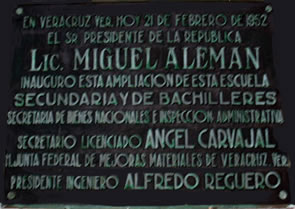 EN VERACRUZ VER. HOY 21 DE FEBRERO DE 1952
EL SR PRESIDENTE DE LA REPUBLICA
LIC. MIGUEL ALEMAN
INAUGURO ESTA AMPLIACION DE ESTA ESCUELA
SECUNDARIA Y DE BACHILLERES
SECRETARIA DE BIENES NACIONALES E INSPECCION ADMINISTRATIVA
SECRETARIO LICENCIADO ANGEL CARVAJAL
H. JUNTA FEDERAL DE MEJORAS MATERIALES DE VERACRUZ, VER.
PRESIDENTE INGENIERO ALFREDO REGUERO